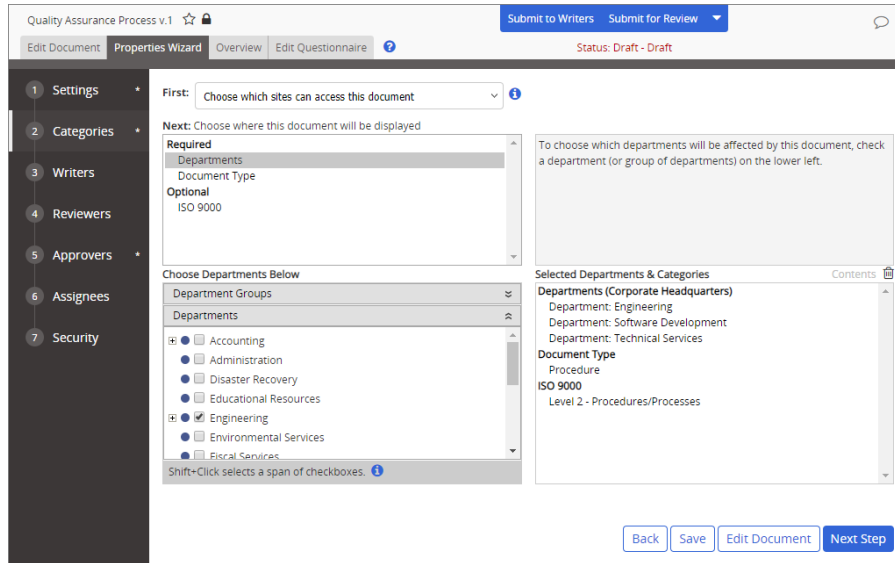 Quality Assurance Process v.1
Submit to Writers Submit for Review
Edit Document Properties Wizard Overview Edit Questionnaire ?
Status: Draft - Draft
1 Settings *
2 Categories *
3 Writers
4 Reviewers
5 Approvers *
6 Assignees
7 Security
First: Choose which sites can access this document
Next: Choose where this document will be displayed
Required
Departments
Document Type
Optional
ISO 9000
To choose which departments will be affected by this document, check
a department (or group of departments) on the lower left.
Choose Departments Below
Department Groups
Departments
Accounting
Administration
Disaster Recovery
Educational Resources
Engineering
Environmental Services
Fiscal Services
Shift+Click selects a span of checkboxes.
Selected Departments & Categories Contents
Departments (Corporate Headquarters)
Department: Engineering
Department: Software Development
Department: Technical Services
Document Type
Procedure
ISO 9000
Level 2 - Procedures/Processes
Back Save Edit Document Next Step